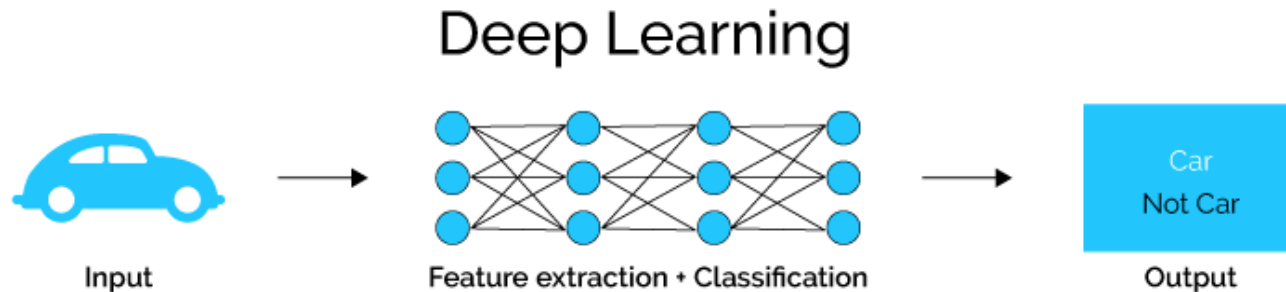 Deep Learning
Car
Not Car
Input
Feature extraction + Classification
Output